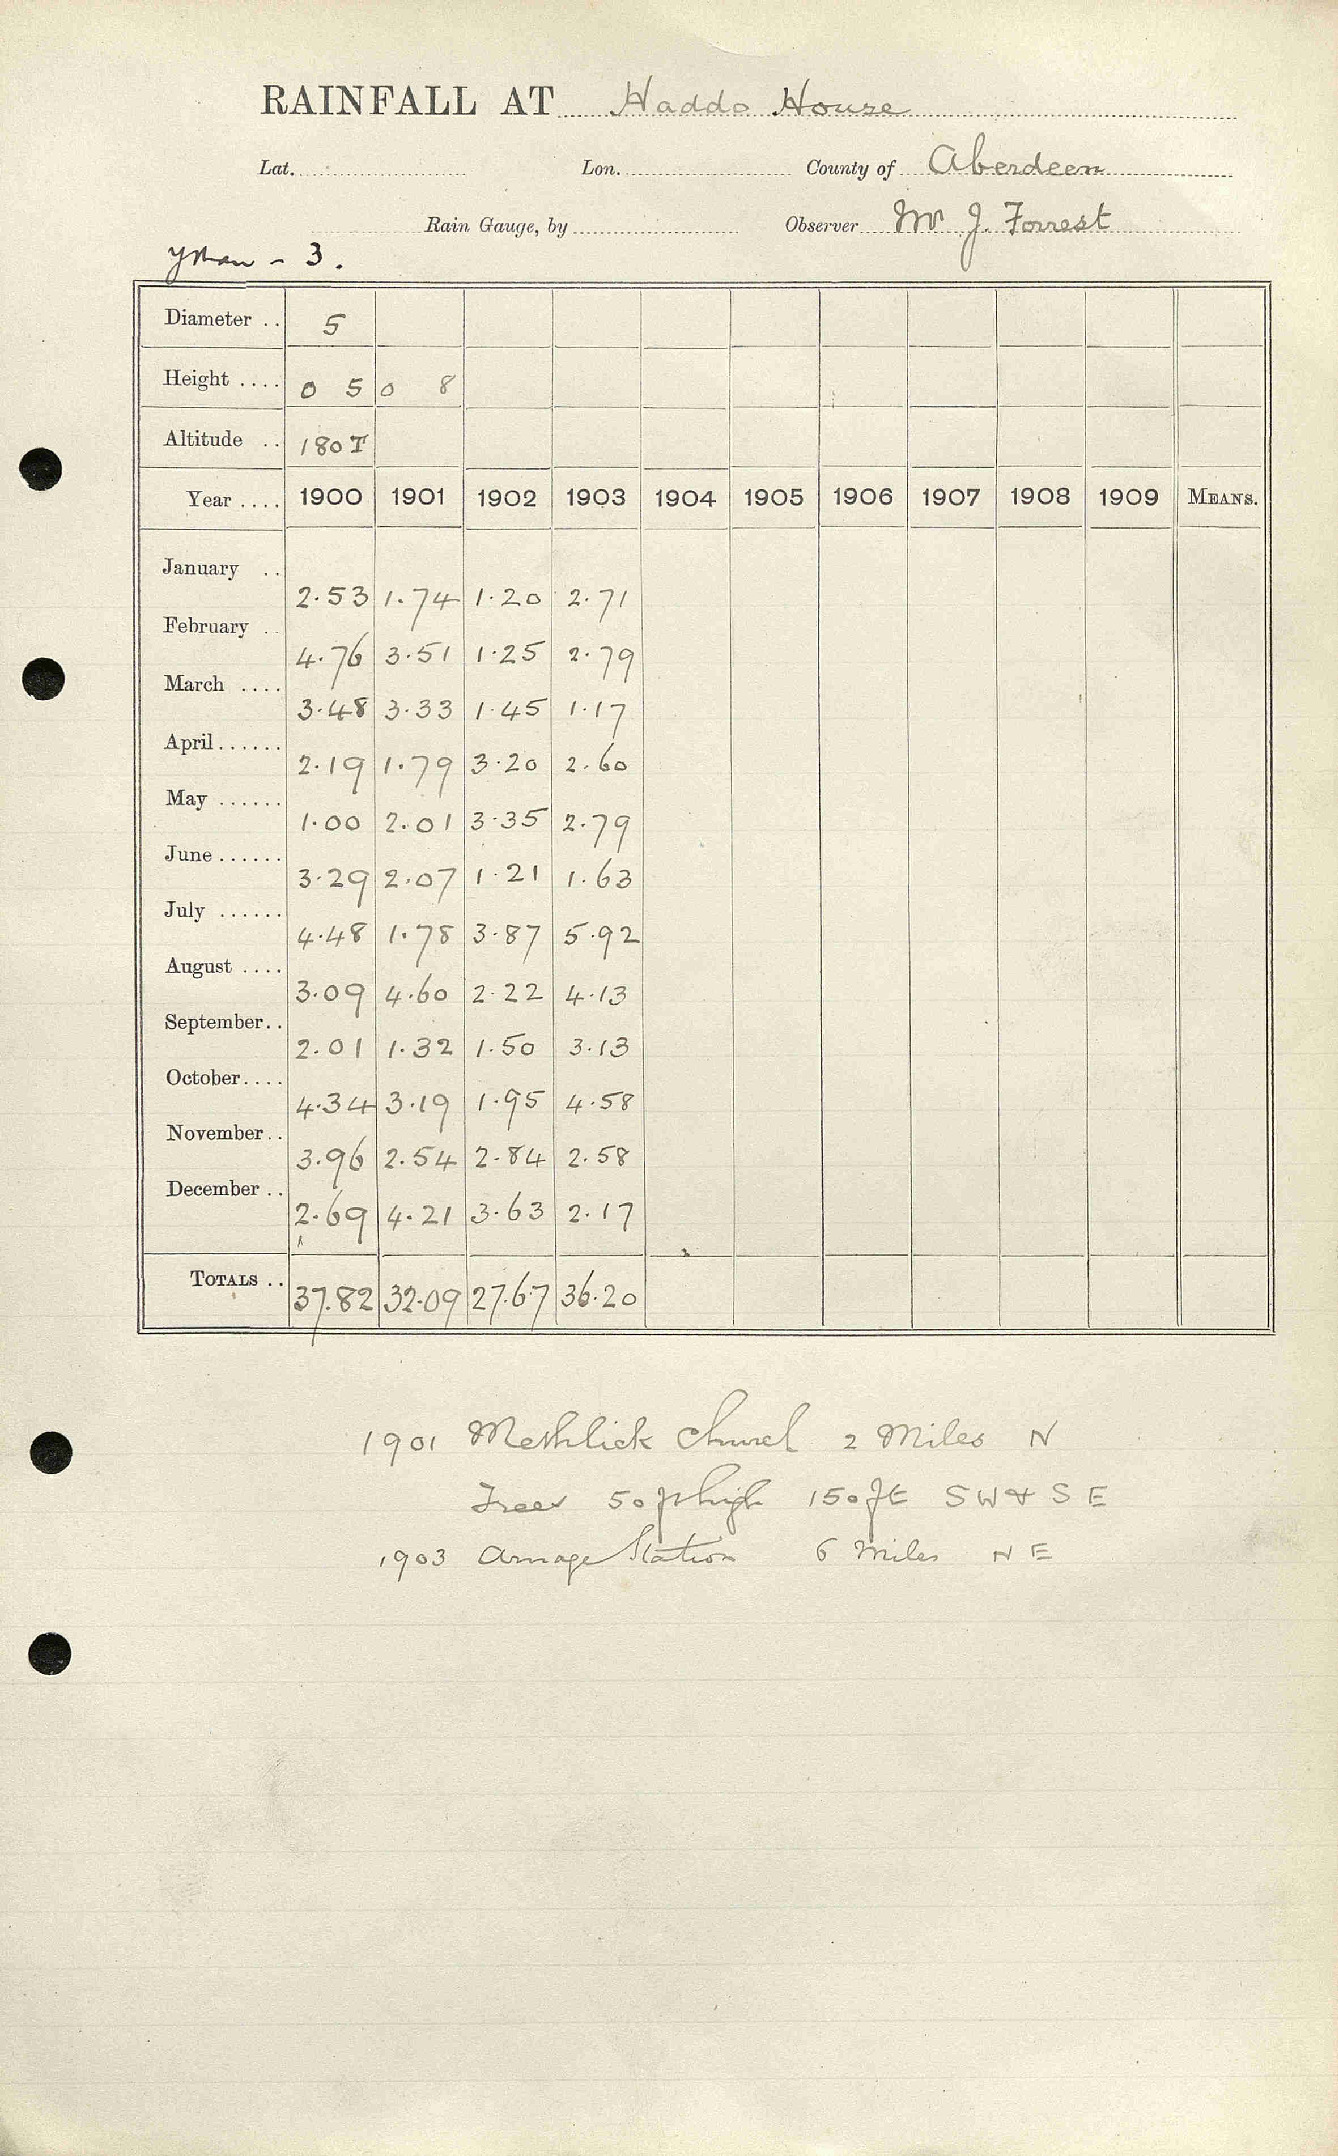 RAINFALL AT Haddo House
Lat. Lon. County of Aberdeen
Rain Gauge, by Observer Mr J. Forrest
Ythan - 3.
Diameter .. 5
Height .... 0 5 0 8
Altitude .. 180 T
Year .... 1900 1901 1902 1903 1904 1905 1906 1907 1908 1909 MEANS.
January .. 2.53 1.74 1.20 2.71
February .. 4.76 3.51 1.25 2.79
March .... 3.48 3.33 1.45 1.17
April...... 2.19 1.79 3.20 2.60
May ...... 1.00 2.01 3.35 2.79
June...... 3.29 2.07 1.21 1.63
July ...... 4.48 1.78 3.87 5.92
August .... 3.09 4.60 2.22 4.13
September.. 2.01 1.32 1.50 3.13
October.... 4.34 3.19 1.95 4.58
November.. 3.96 2.54 2.84 2.58
December .. 2.69 4.21 3.63 2.17
TOTALS .. 37.82 32.09 27.67 36.20
1901 Methlick Church 2 Miles N
Trees 50 ft high 150 ft SW & SE
1903 Arnage Station 6 Miles NE